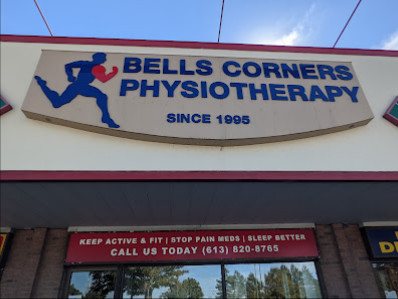 BELLS CORNERS
PHYSIOTHERAPY
SINCE 1995
KEEP ACTIVE & FIT | STOP PAIN MEDS | SLEEP BETTER
CALL US TODAY (613) 820-8765